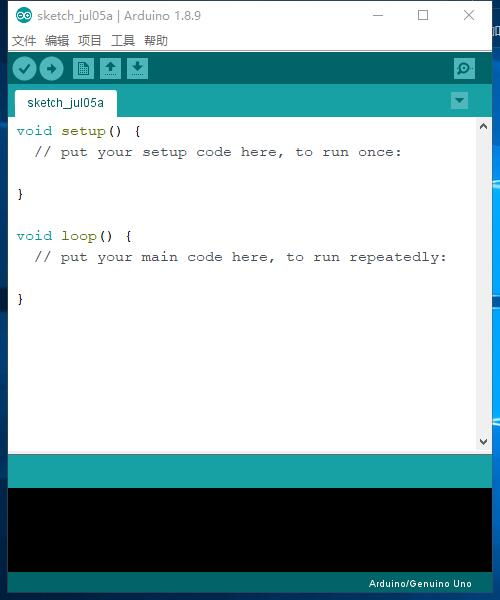 sketch_jul05a | Arduino 1.8.9
文件 编辑 项目 工具 帮助
sketch_jul05a
void setup() {
  // put your setup code here, to run once:
}
void loop() {
  // put your main code here, to run repeatedly:
}
Arduino/Genuino Uno
加